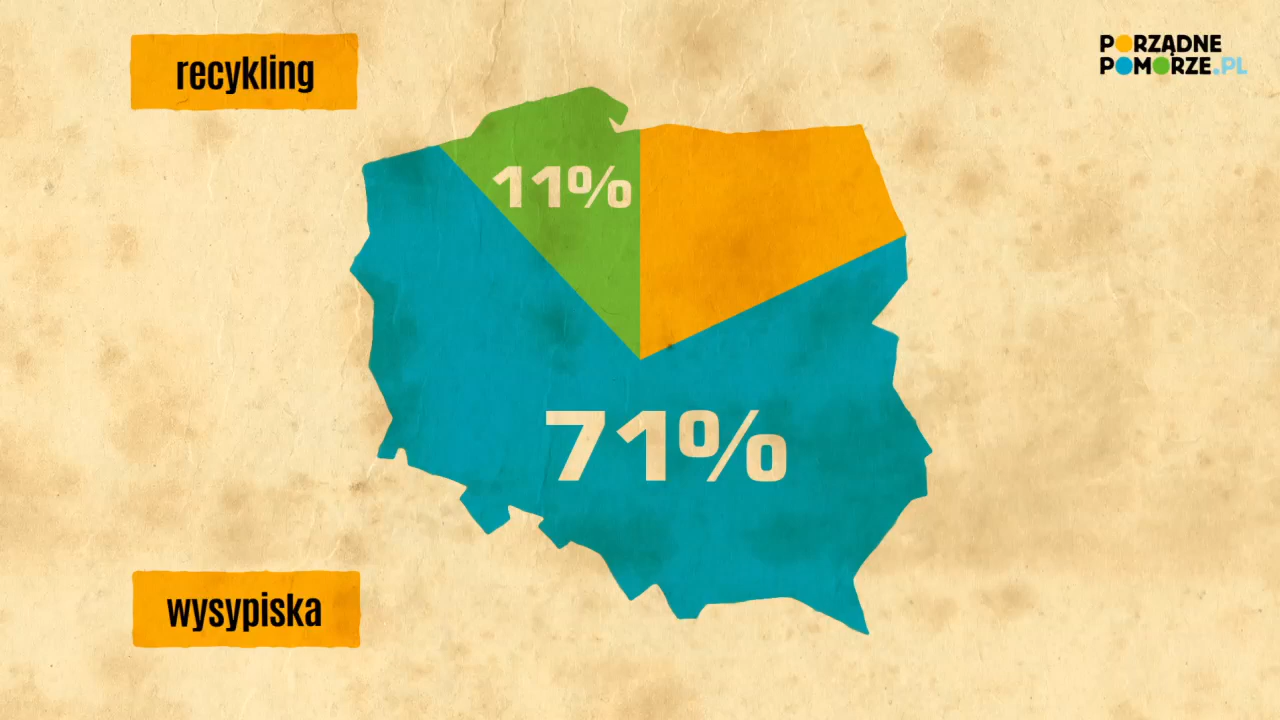 recykling
PORZĄDNE
POMORZE.PL
11%
71%
wysypiska